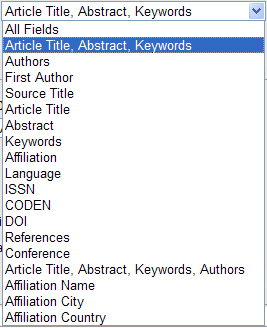 Article Title, Abstract, Keywords
All Fields
Article Title, Abstract, Keywords
Authors
First Author
Source Title
Article Title
Abstract
Keywords
Affiliation
Language
ISSN
CODEN
DOI
References
Conference
Article Title, Abstract, Keywords, Authors
Affiliation Name
Affiliation City
Affiliation Country